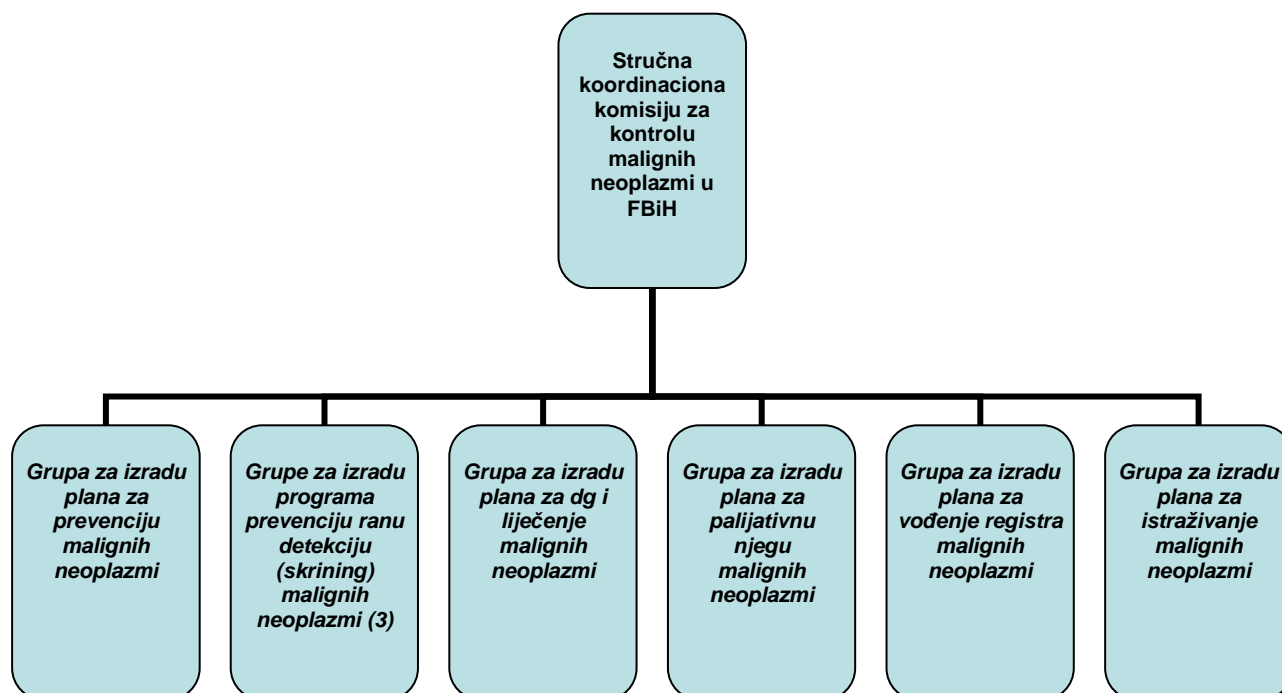 Stručna
koordinaciona
komisiju za
kontrolu
malignih
neoplazmi u
FBiH
Grupa za izradu
plana za
prevenciju
malignih
neoplazmi
Grupe za izradu
programa
prevenciju ranu
detekciju
(skrining)
malignih
neoplazmi (3)
Grupa za izradu
plana za dg i
liječenje
malignih
neoplazmi
Grupa za izradu
plana za
palijativnu
njegu
malignih
neoplazmi
Grupa za izradu
plana za
vođenje registra
malignih
neoplazmi
Grupa za izradu
plana za
istraživanje
malignih
neoplazmi